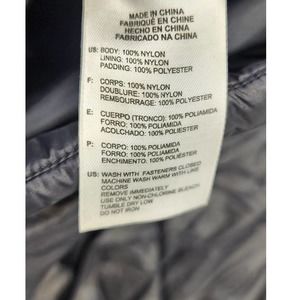 MADE IN CHINA
FABRIQUÉ EN CHINE
HECHO EN CHINA
FABRICADO NA CHINA
US: BODY: 100% NYLON
LINING: 100% NYLON
PADDING: 100% POLYESTER
F: CORPS: 100% NYLON
DOUBLURE: 100% NYLON
REMBOURRAGE: 100% POLYESTER
E: CUERPO (TRONCO): 100% POLIAMIDA
FORRO: 100% POLIAMIDA
ACOLCHADO: 100% POLIÉSTER
P: CORPO: 100% POLIAMIDA
FORRO: 100% POLIAMIDA
ENCHIMENTO: 100% POLIÉSTER
US: WASH WITH FASTENERS CLOSED
MACHINE WASH WARM WITH LIKE
COLORS
REMOVE IMMEDIATELY
USE ONLY NON-CHLORINE BLEACH
TUMBLE DRY LOW
DO NOT IRON